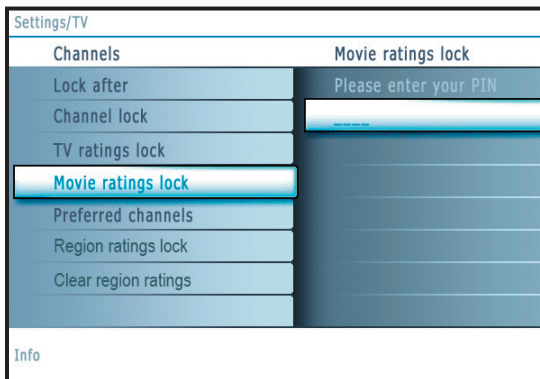 Settings/TV
Channels
Movie ratings lock
Lock after
Please enter your PIN
Channel lock
_ _ _ _
TV ratings lock
Movie ratings lock
Preferred channels
Region ratings lock
Clear region ratings
Info